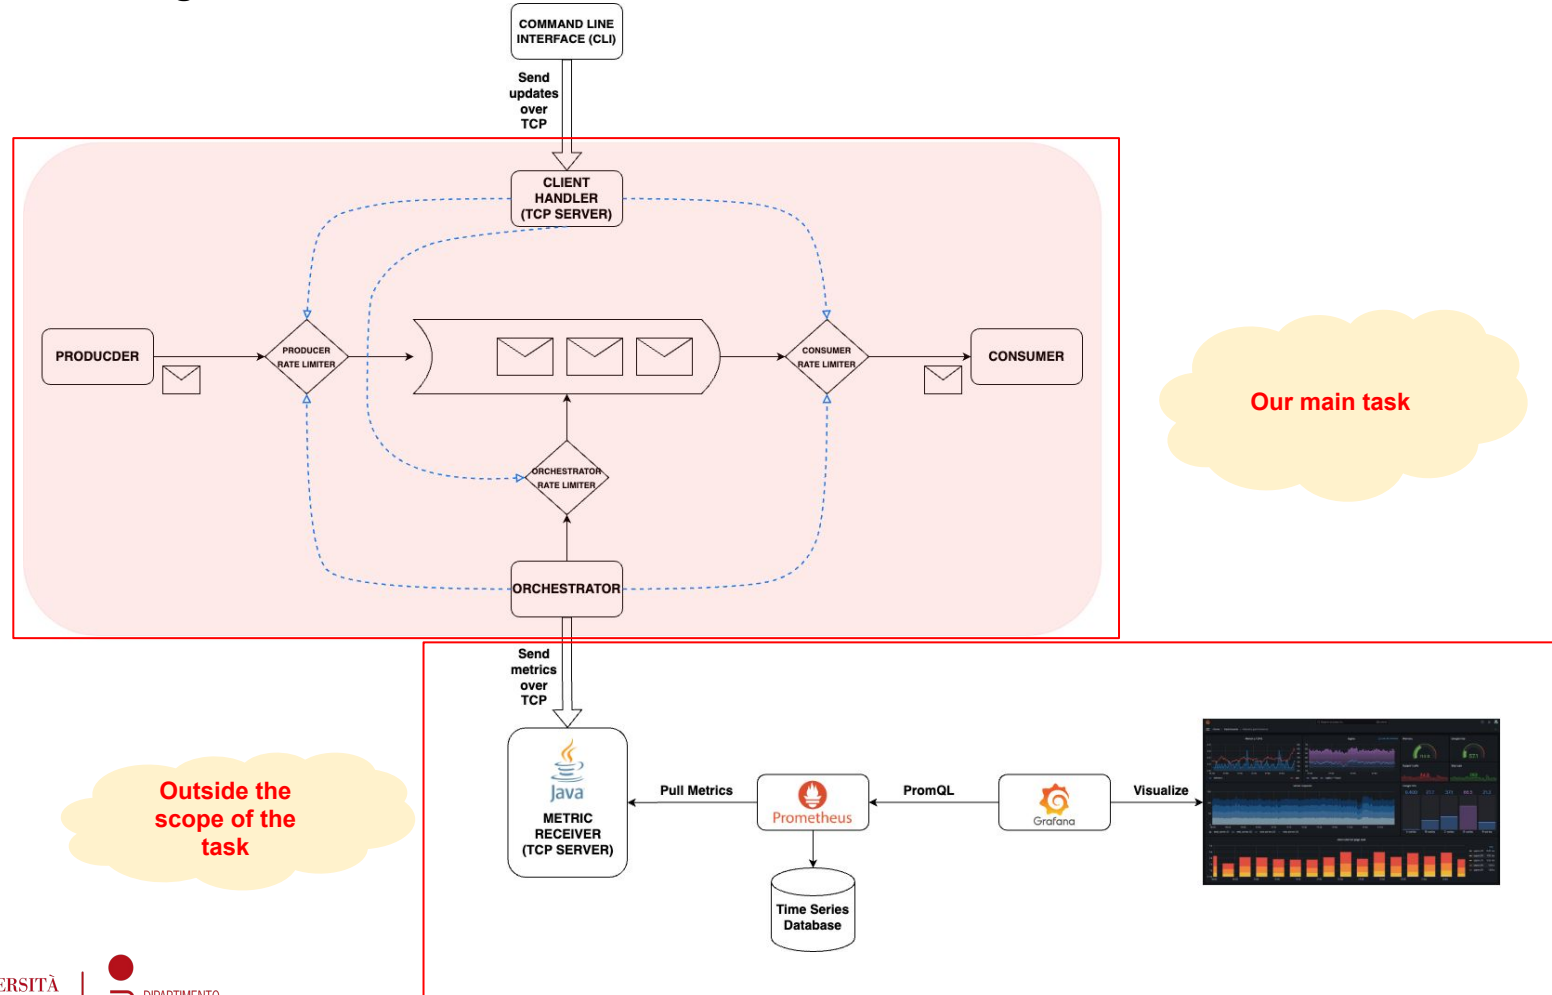 COMMAND LINE
INTERFACE (CLI)
Send
updates
over
TCP
CLIENT
HANDLER
(TCP SERVER)
PRODUCDER
PRODUCER
RATE LIMITER
CONSUMER
RATE LIMITER
CONSUMER
Our main task
ORCHESTRATOR
RATE LIMITER
ORCHESTRATOR
Send
metrics
over
TCP
Outside the
scope of the
task
Java
METRIC
RECEIVER
(TCP SERVER)
Pull Metrics
Prometheus
PromQL
Grafana
Visualize
Time Series
Database
DIPARTIMENTO